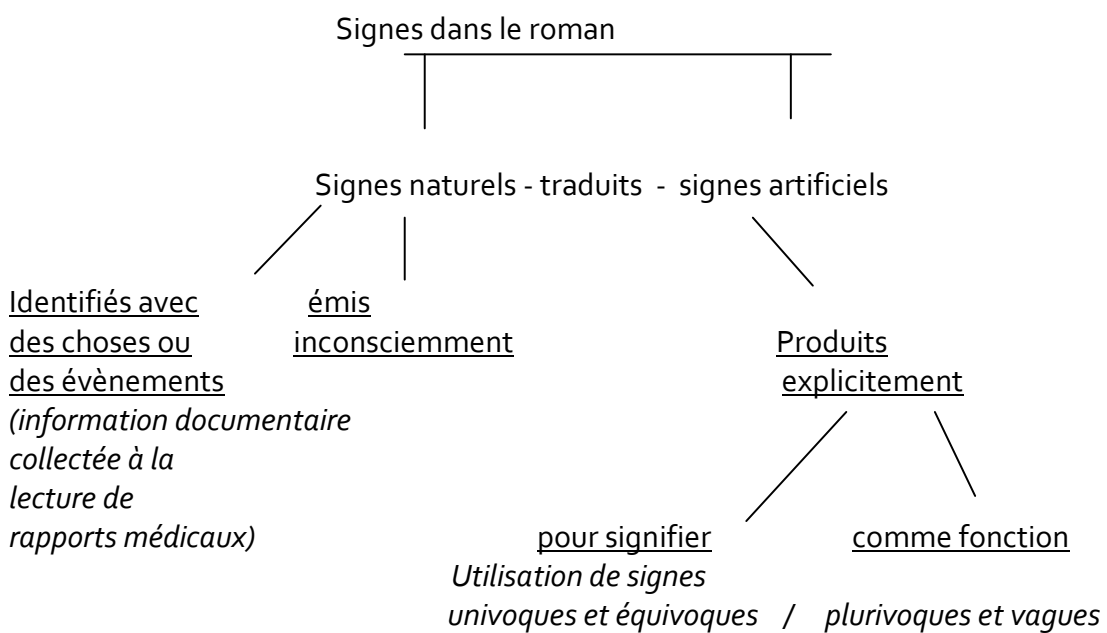 Signes dans le roman
Signes naturels - traduits - signes artificiels
Identifiés avec
des choses ou
des évènements
(information documentaire
collectée à la
lecture de
rapports médicaux)
émis
inconsciemment
Produits
explicitement
pour signifier
comme fonction
Utilisation de signes
univoques et équivoques / plurivoques et vagues